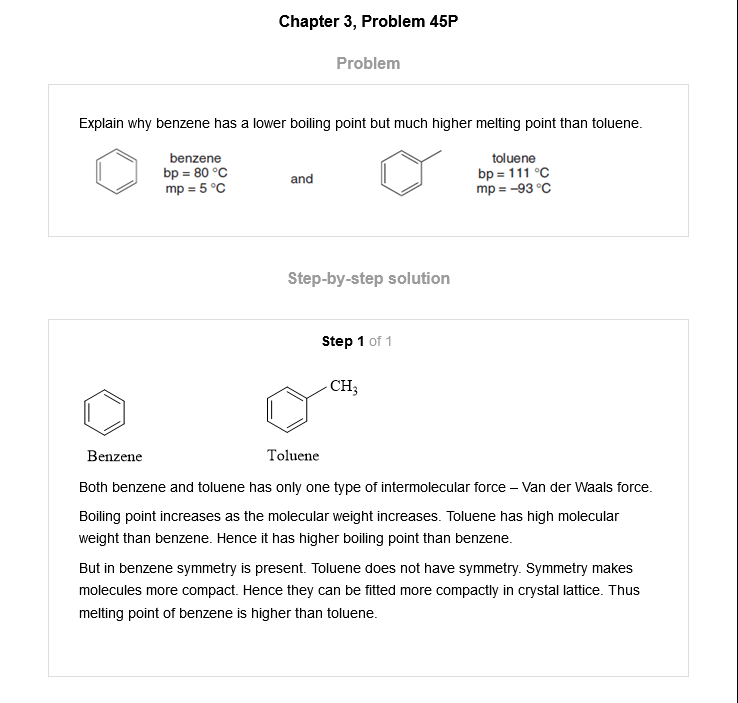 Chapter 3, Problem 45P
Problem
Explain why benzene has a lower boiling point but much higher melting point than toluene.
benzene
bp = 80 °C
mp = 5 °C
and
toluene
bp = 111 °C
mp = –93 °C
Step-by-step solution
Step 1 of 1
CH₃
Benzene
Toluene
Both benzene and toluene has only one type of intermolecular force – Van der Waals force.
Boiling point increases as the molecular weight increases. Toluene has high molecular
weight than benzene. Hence it has higher boiling point than benzene.
But in benzene symmetry is present. Toluene does not have symmetry. Symmetry makes
molecules more compact. Hence they can be fitted more compactly in crystal lattice. Thus
melting point of benzene is higher than toluene.